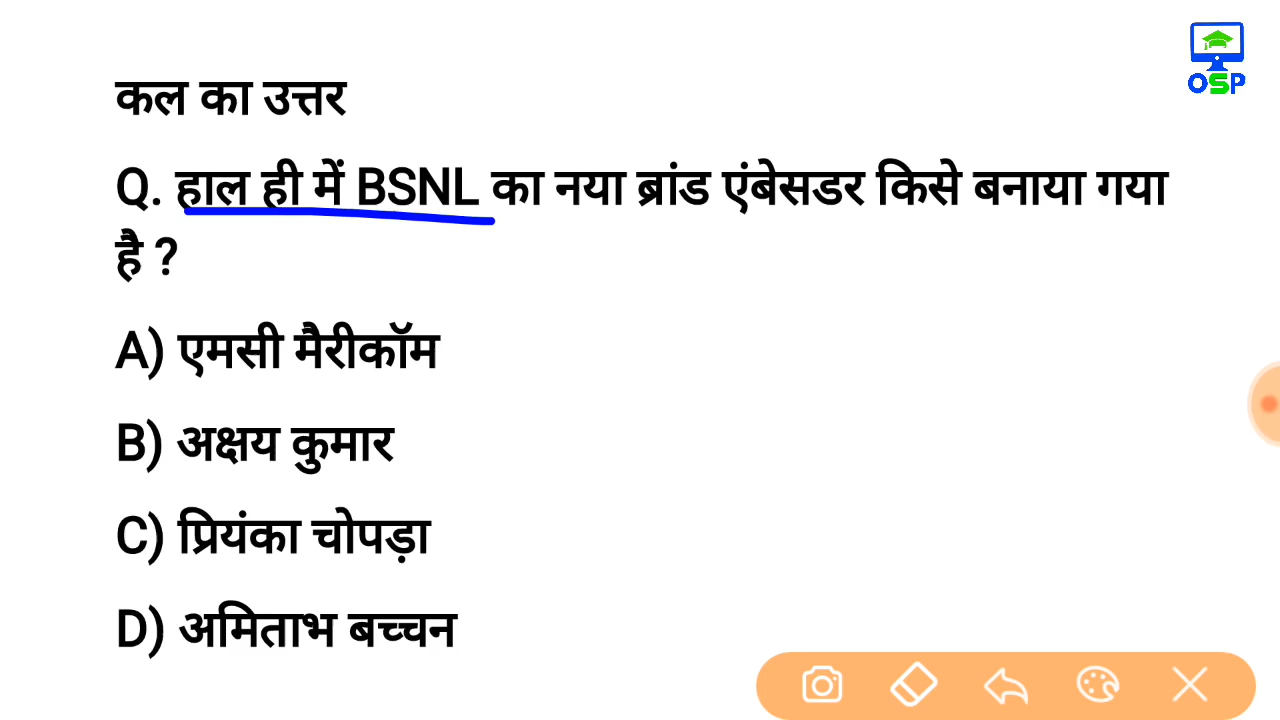 OSP
कल का उत्तर
Q. हाल ही में BSNL का नया ब्रांड एंबेसडर किसे बनाया गया
है ?
A) एमसी मैरीकॉम
B) अक्षय कुमार
C) प्रियंका चोपड़ा
D) अमिताभ बच्चन